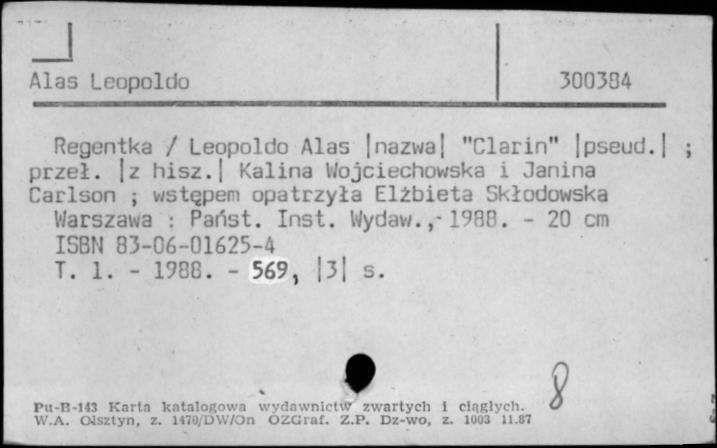 Alas Leopoldo 300384
Regentka / Leopoldo Alas |nazwa| "Clarin" |pseud.| ;
przeł. |z hisz.| Kalina Wojciechowska i Janina
Carlson ; wstępem opatrzyła Elżbieta Skłodowska
Warszawa : Państ. Inst. Wydaw.,- 1988. - 20 cm
ISBN 83-06-01625-4
T. 1. - 1988. - 569, |3| s.
8
Pu-B-143 Karta katalogowa wydawnictw zwartych i ciągłych.
W.A. Olsztyn, z. 1470/DW/On OZGraf. Z.P. Dz-wo, z. 1003 11.87